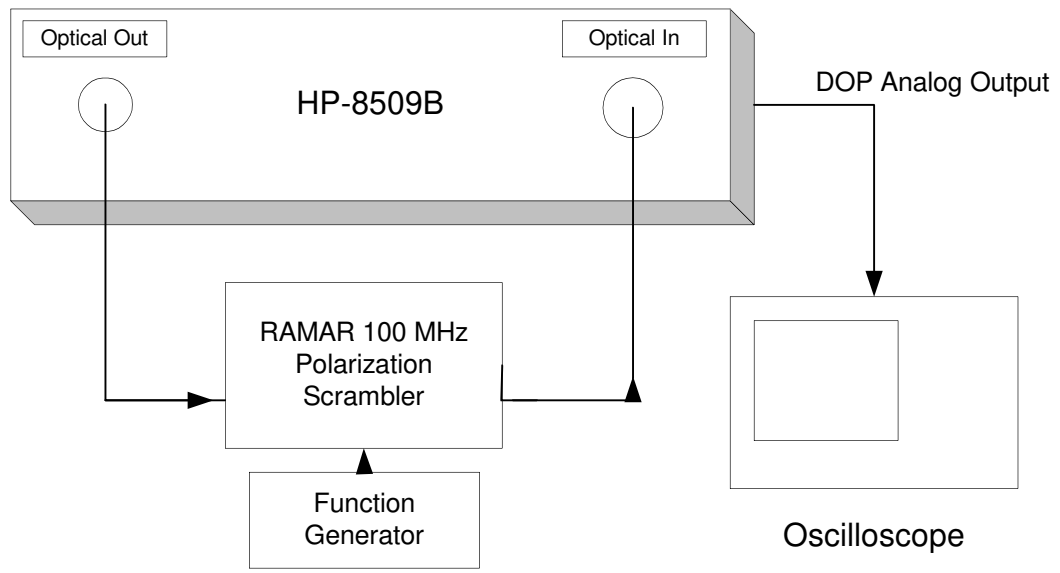 Optical Out
Optical In
HP-8509B
DOP Analog Output
RAMAR 100 MHz
Polarization
Scrambler
Function
Generator
Oscilloscope